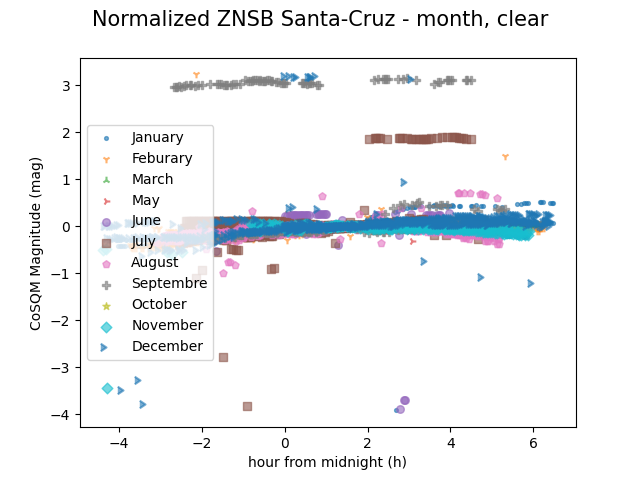 Normalized ZNSB Santa-Cruz - month, clear
CoSQM Magnitude (mag)
3
2
1
0
−1
−2
−3
−4
January
Feburary
March
May
June
July
August
Septembre
October
November
December
−4
−2
0
2
4
6
hour from midnight (h)